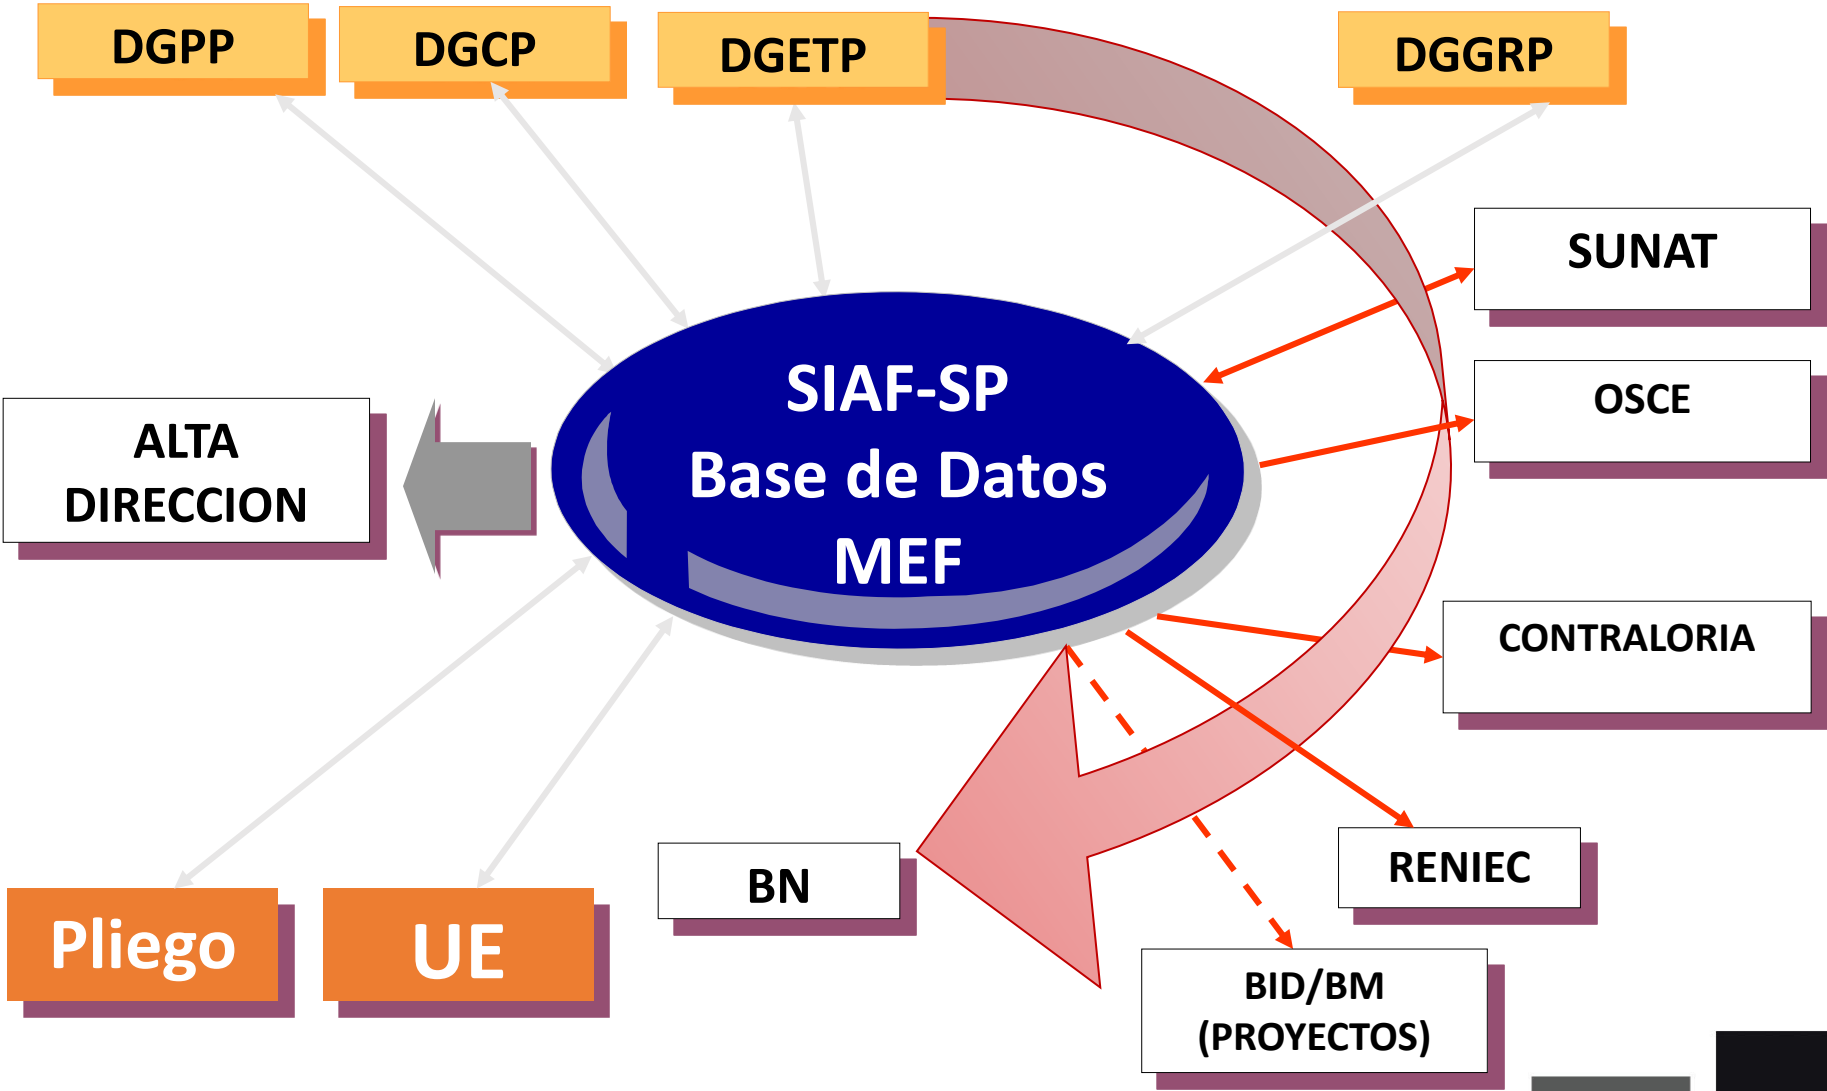 DGPP
DGCP
DGETP
DGGRP
SUNAT
OSCE
SIAF-SP
Base de Datos
MEF
ALTA
DIRECCION
CONTRALORIA
RENIEC
BN
Pliego
UE
BID/BM
(PROYECTOS)